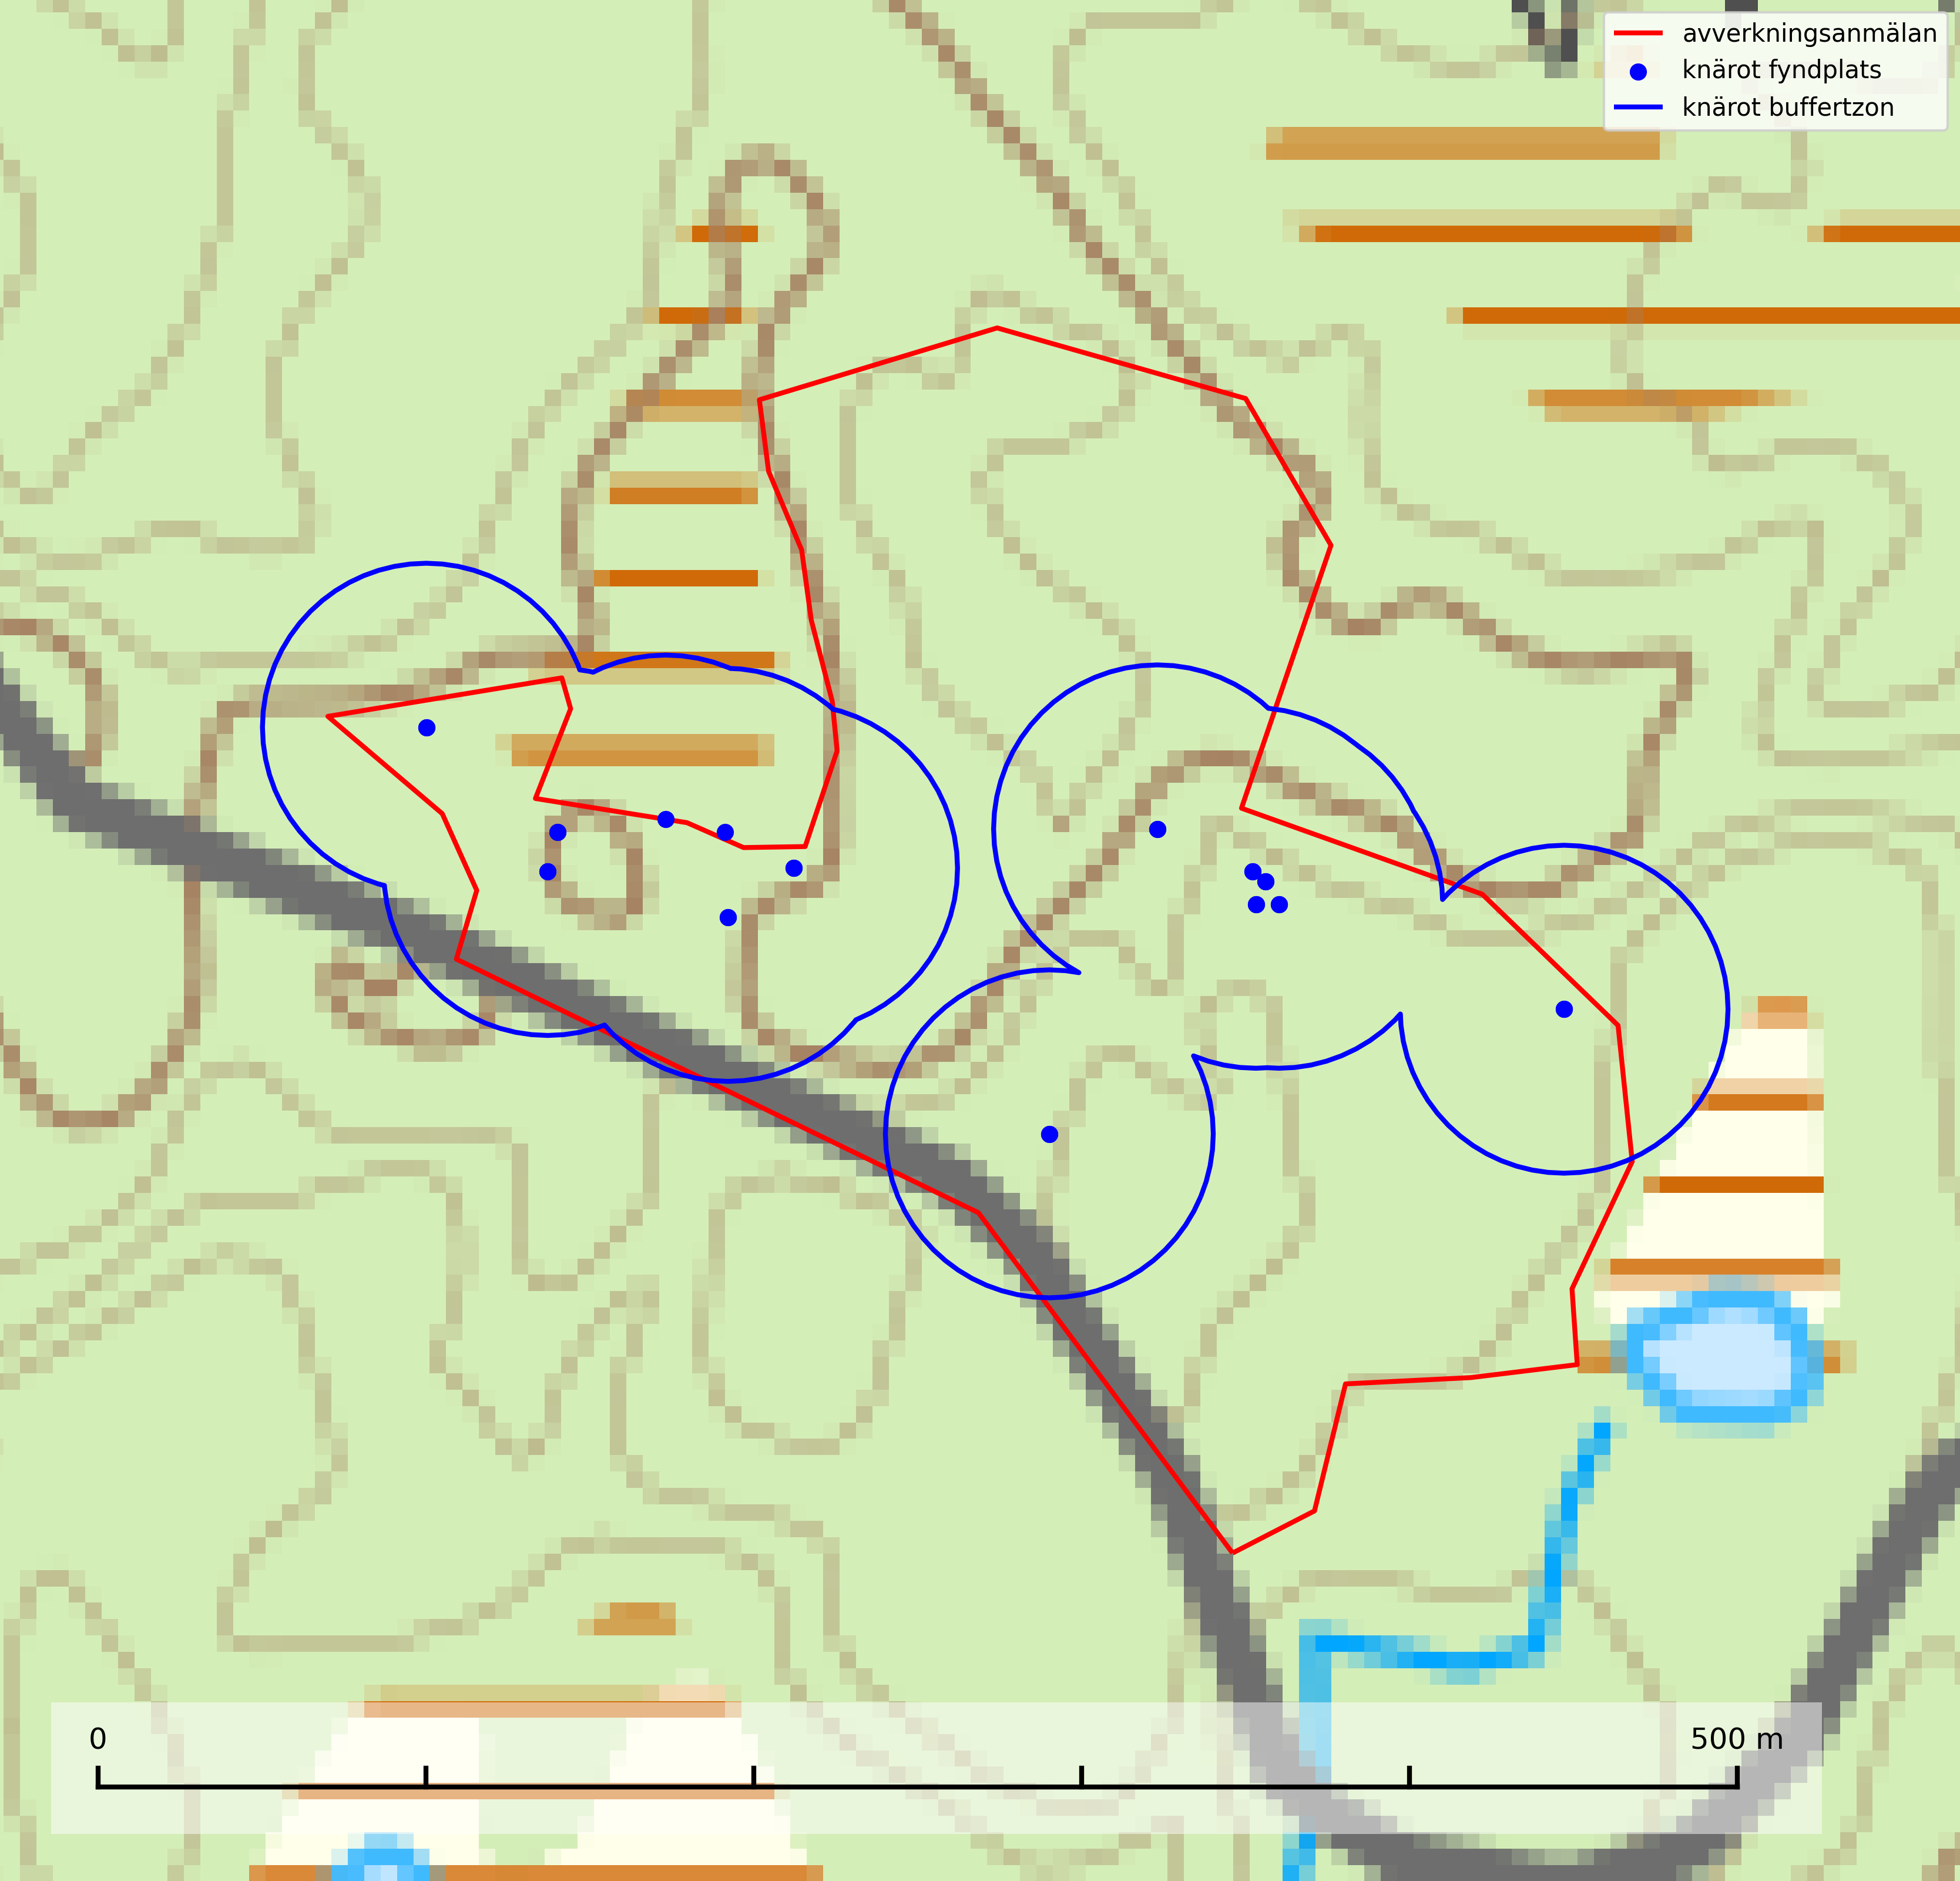 avverkningsanmälan
knärot fyndplats
knärot buffertzon
0
500 m